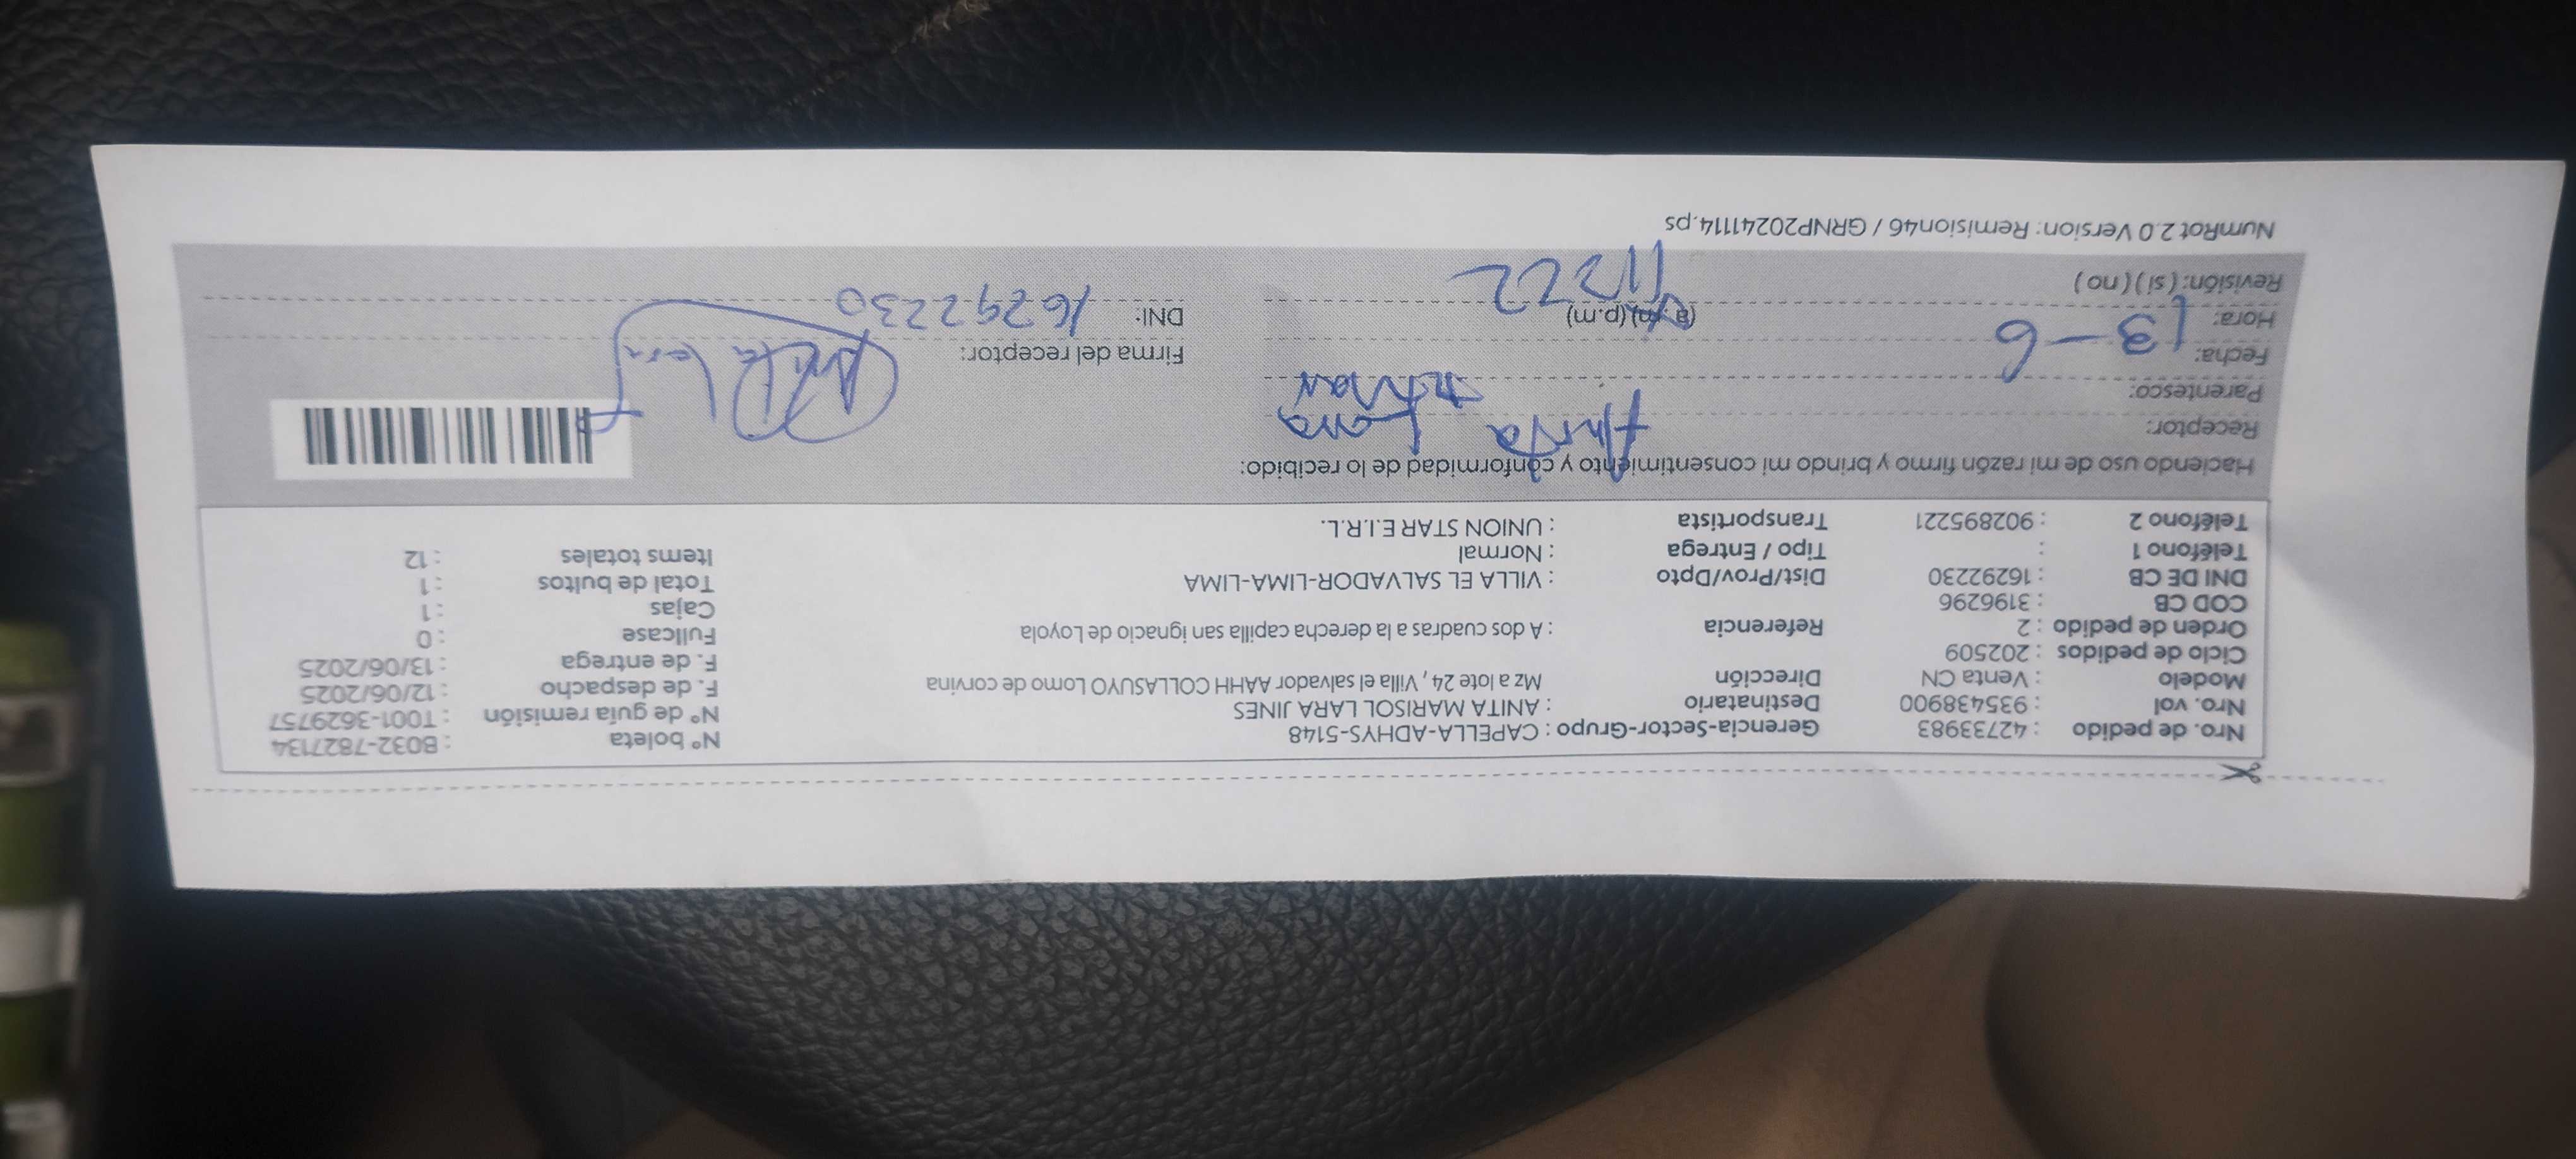 Nro. de pedido : 42733983 Gerencia-Sector-Grupo : CAPELLA-ADHYS-5148 N° boleta : B032-7827134
Nro. vol : 935438900 Destinatario : ANITA MARISOL LARA JINES N° de guía remisión : T001-3629757
Modelo : Venta CN Dirección Mz a lote 24 , Villa el salvador AAHH COLLASUYO Lomo de corvina F. de despacho : 12/06/2025
Ciclo de pedidos : 202509 F. de entrega : 13/06/2025
Orden de pedido : 2 Referencia : A dos cuadras a la derecha capilla san ignacio de Loyola Fullcase : 0
COD CB : 3196296 Cajas : 1
DNI DE CB : 16292230 Dist/Prov/Dpto : VILLA EL SALVADOR-LIMA-LIMA Total de bultos : 1
Teléfono 1 : Tipo / Entrega : Normal Items totales : 12
Teléfono 2 : 902895221 Transportista : UNION STAR E.I.R.L.
Haciendo uso de mi razón firmo y brindo mi consentimiento y conformidad de lo recibido:
Receptor: Anita Lara
Parentesco:
Fecha: 13-6 Firma del receptor:
Hora: (a.m) (p.m) DNI: 16292230
Revisión: ( si ) ( no )
NumRot 2.0 Version: Remision46 / GRNP20241114.ps